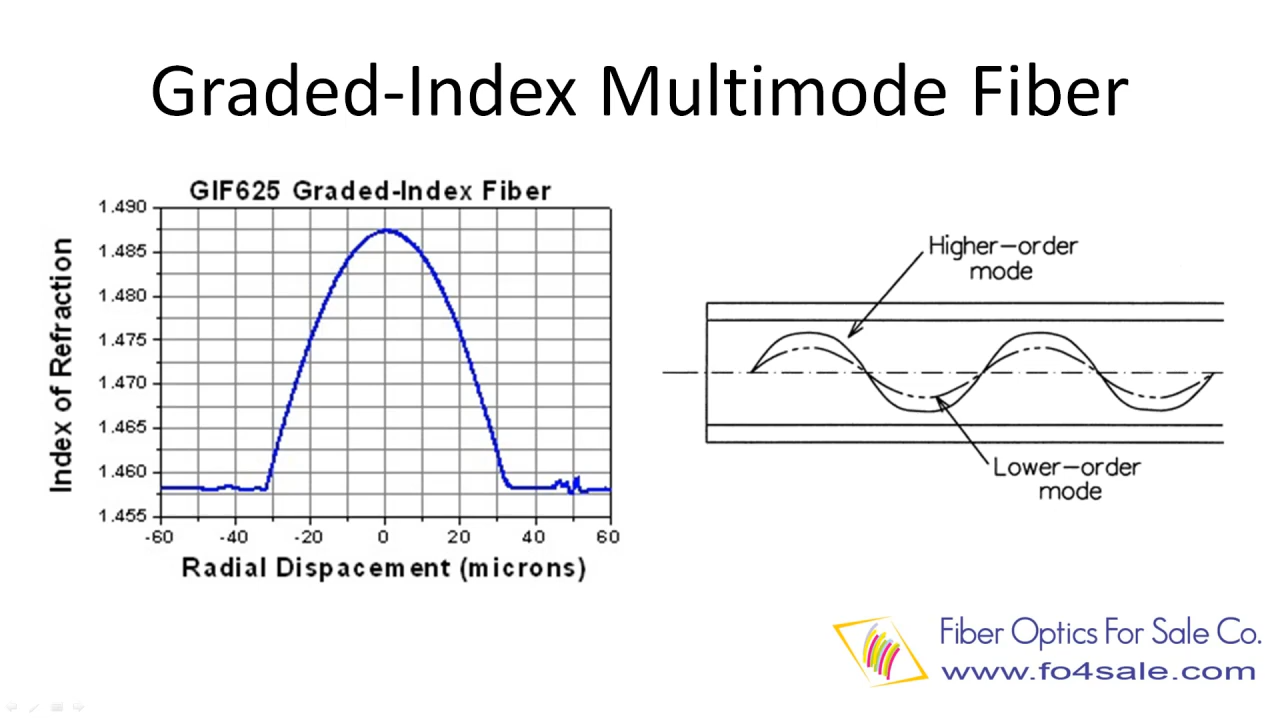 Graded-Index Multimode Fiber
GIF625 Graded-Index Fiber
Index of Refraction
1.490
1.485
1.480
1.475
1.470
1.465
1.460
1.455
-60
-40
-20
0
20
40
60
Radial Dispacement (microns)
Higher-order
mode
Lower-order
mode
Fiber Optics For Sale Co.
www.fo4sale.com